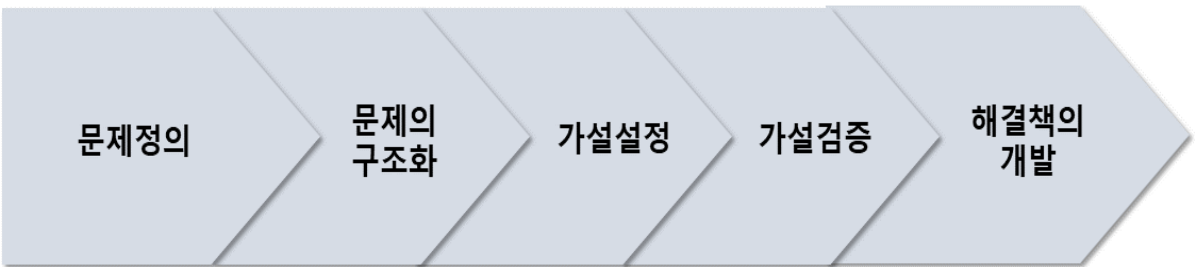 문제정의
문제의
구조화
가설설정
가설검증
해결책의
개발